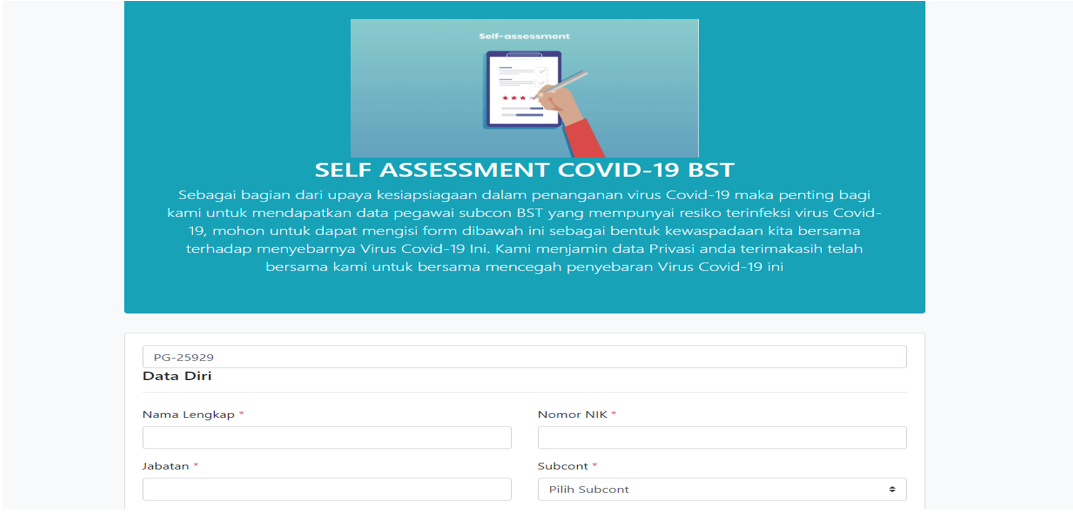 Self-assessment
SELF ASSESSMENT COVID-19 BST
Sebagai bagian dari upaya kesiapsiagaan dalam penanganan virus Covid-19 maka penting bagi
kami untuk mendapatkan data pegawai subcon BST yang mempunyai resiko terinfeksi virus Covid-
19, mohon untuk dapat mengisi form dibawah ini sebagai bentuk kewaspadaan kita bersama
terhadap menyebarnya Virus Covid-19 Ini. Kami menjamin data Privasi anda terimakasih telah
bersama kami untuk bersama mencegah penyebaran Virus Covid-19 ini
PG-25929
Data Diri
Nama Lengkap *
Nomor NIK *
Jabatan *
Subcont *
Pilih Subcont